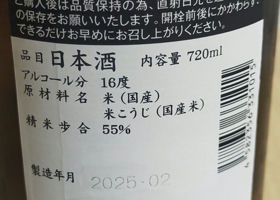 ご購入後は品質保持の為、直射日光を
の保存をお願いいたします。開栓前後にかかわらず、
できるだけお早めにお召し上がりください。
品目 日本酒 内容量 720ml
アルコール分 16度
原材料名 米(国産)
米こうじ(国産米)
精米歩合 55%
製造年月 2025-02